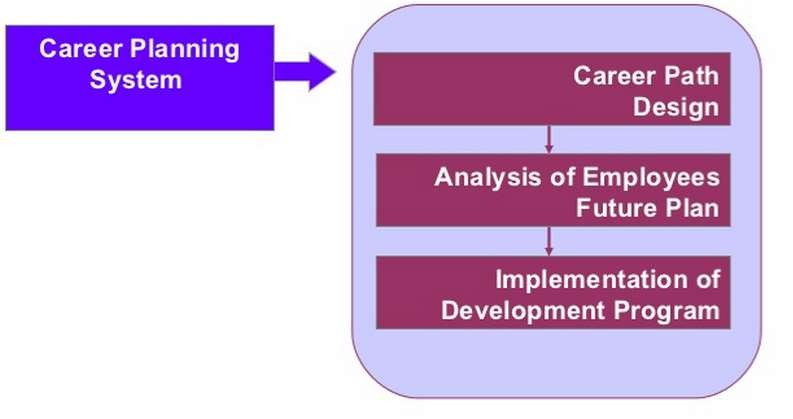 Career Planning
System
Career Path
Design
Analysis of Employees
Future Plan
Implementation of
Development Program